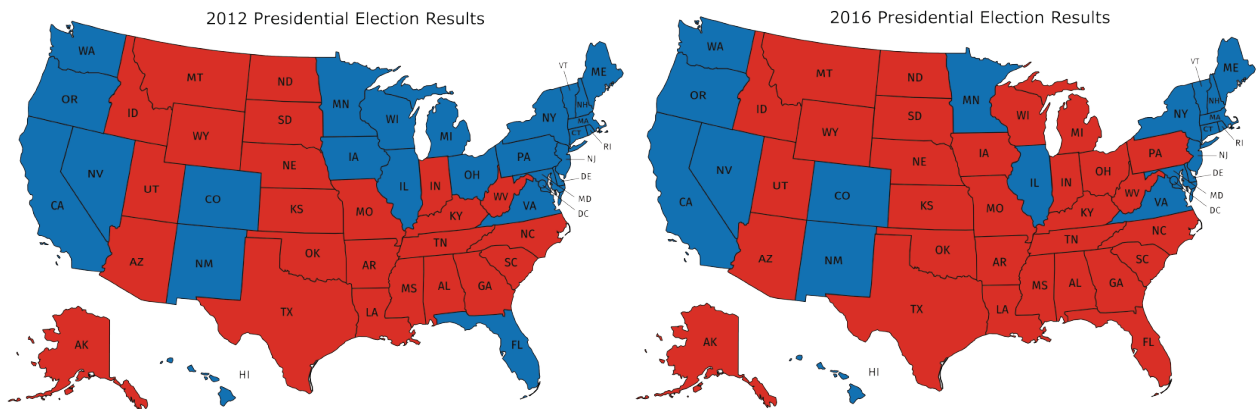 2012 Presidential Election Results
WA
MT
ND
MN
VT
ME
OR
ID
SD
WI
NH
NY
MA
WY
MI
CT
RI
IA
PA
NE
NJ
NV
UT
IL
IN
OH
DE
CO
WV
MD
CA
KS
MO
VA
DC
KY
NC
TN
OK
AZ
NM
AR
SC
MS
AL
GA
TX
LA
FL
AK
HI
2016 Presidential Election Results
WA
MT
ND
MN
VT
ME
OR
ID
SD
WI
NH
NY
MA
WY
MI
CT
RI
IA
PA
NE
NJ
NV
UT
IL
IN
OH
DE
CO
WV
MD
CA
KS
MO
VA
DC
KY
NC
TN
OK
AZ
NM
AR
SC
MS
AL
GA
TX
LA
FL
AK
HI